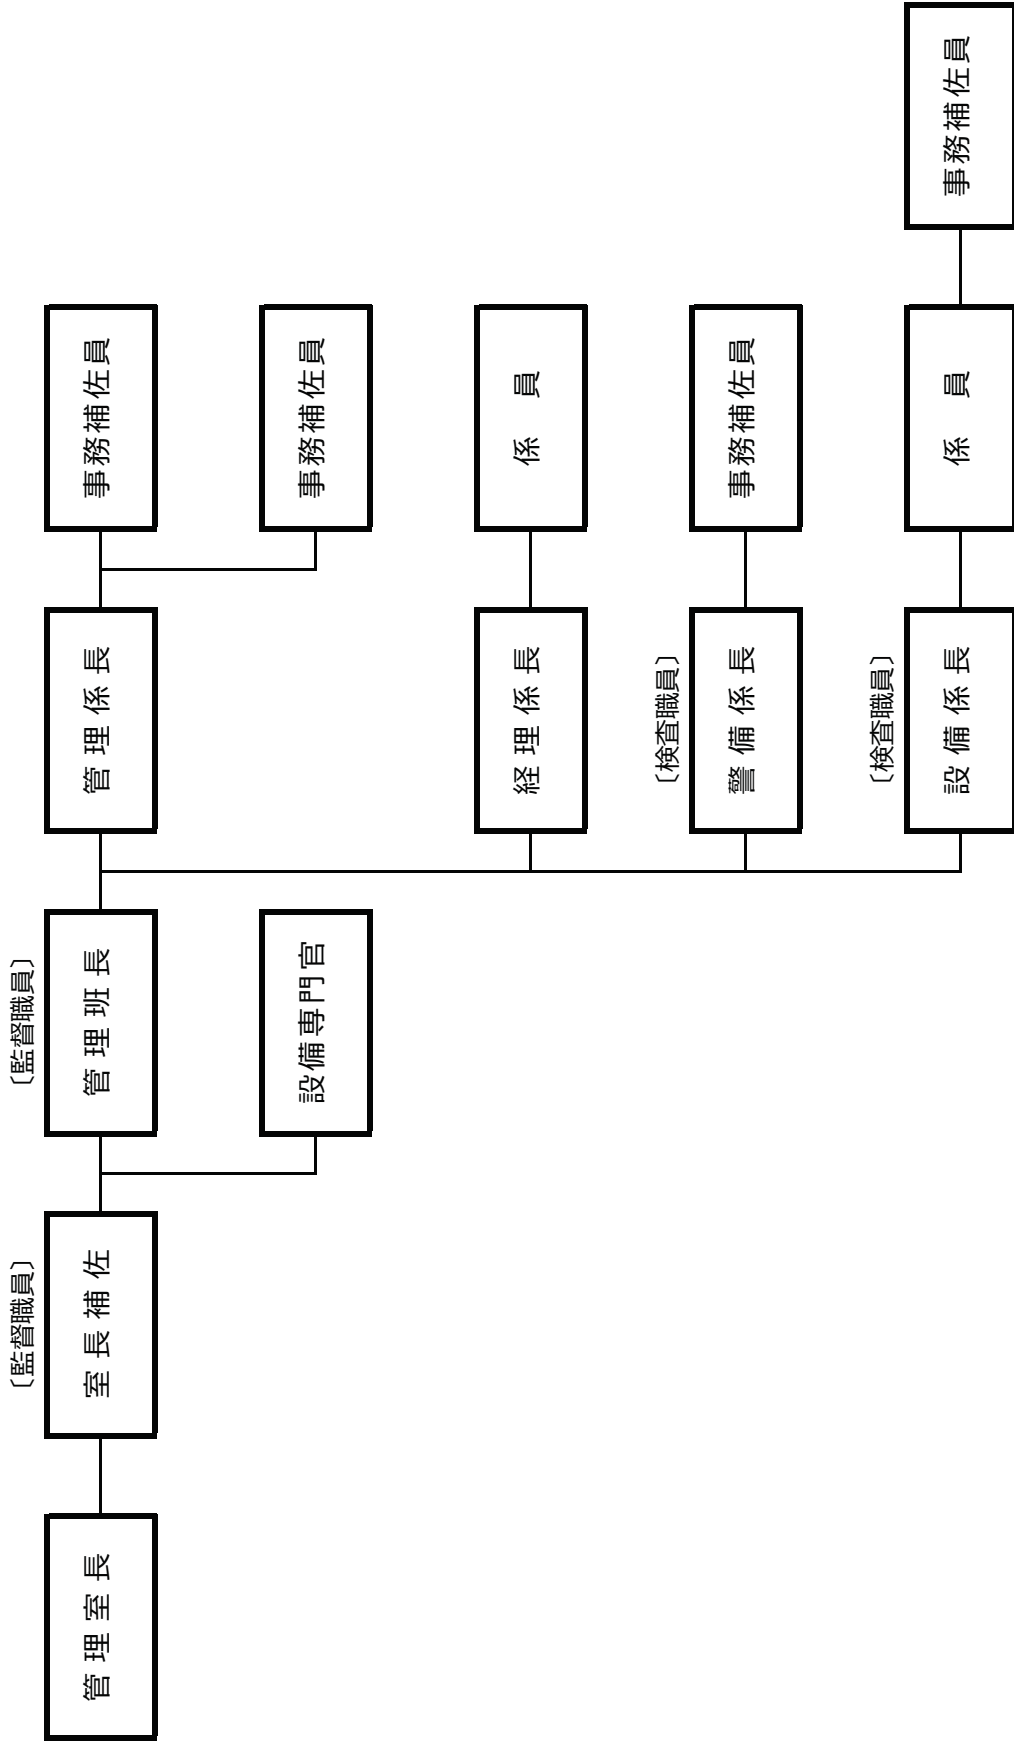 〔監督職員〕
〔監督職員〕
管理室長
室長補佐
管理班長
管理係長
事務補佐員
設備専門官
事務補佐員
経理係長
係　員
〔検査職員〕
警備係長
事務補佐員
〔検査職員〕
設備係長
係　員
事務補佐員